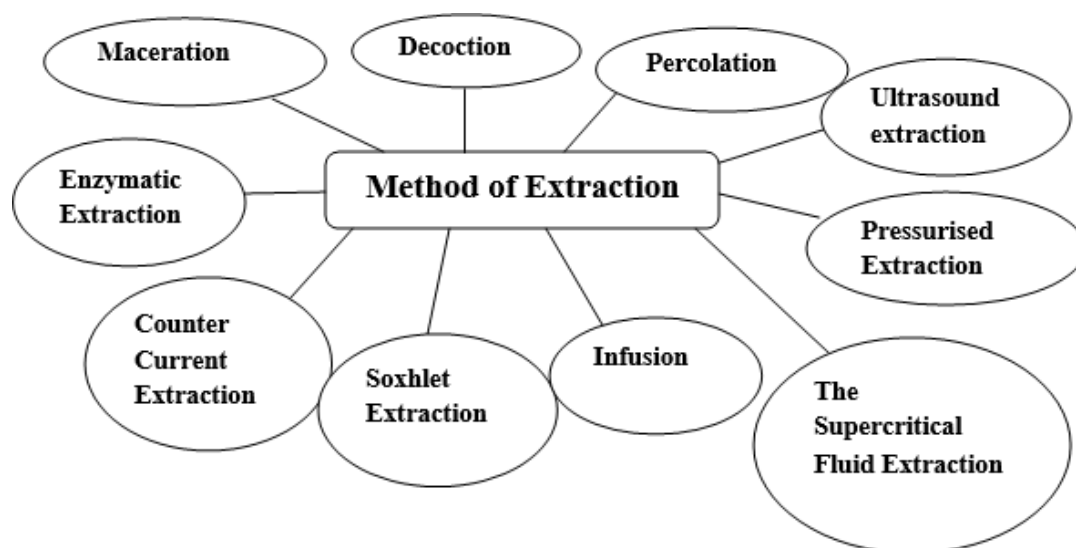 Maceration
Decoction
Percolation
Ultrasound
extraction
Enzymatic
Extraction
Method of Extraction
Pressurised
Extraction
Counter
Current
Extraction
Soxhlet
Extraction
Infusion
The
Supercritical
Fluid Extraction